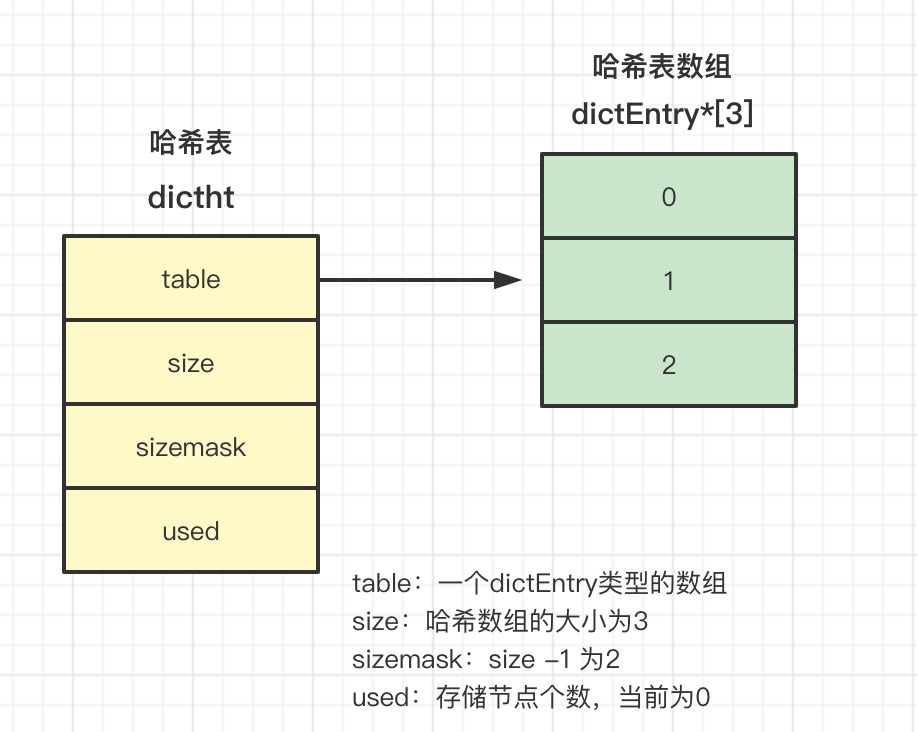 哈希表
dictht
table
size
sizemask
used
哈希表数组
dictEntry*[3]
0
1
2
table：一个dictEntry类型的数组
size：哈希数组的大小为3
sizemask：size -1 为2
used：存储节点个数，当前为0